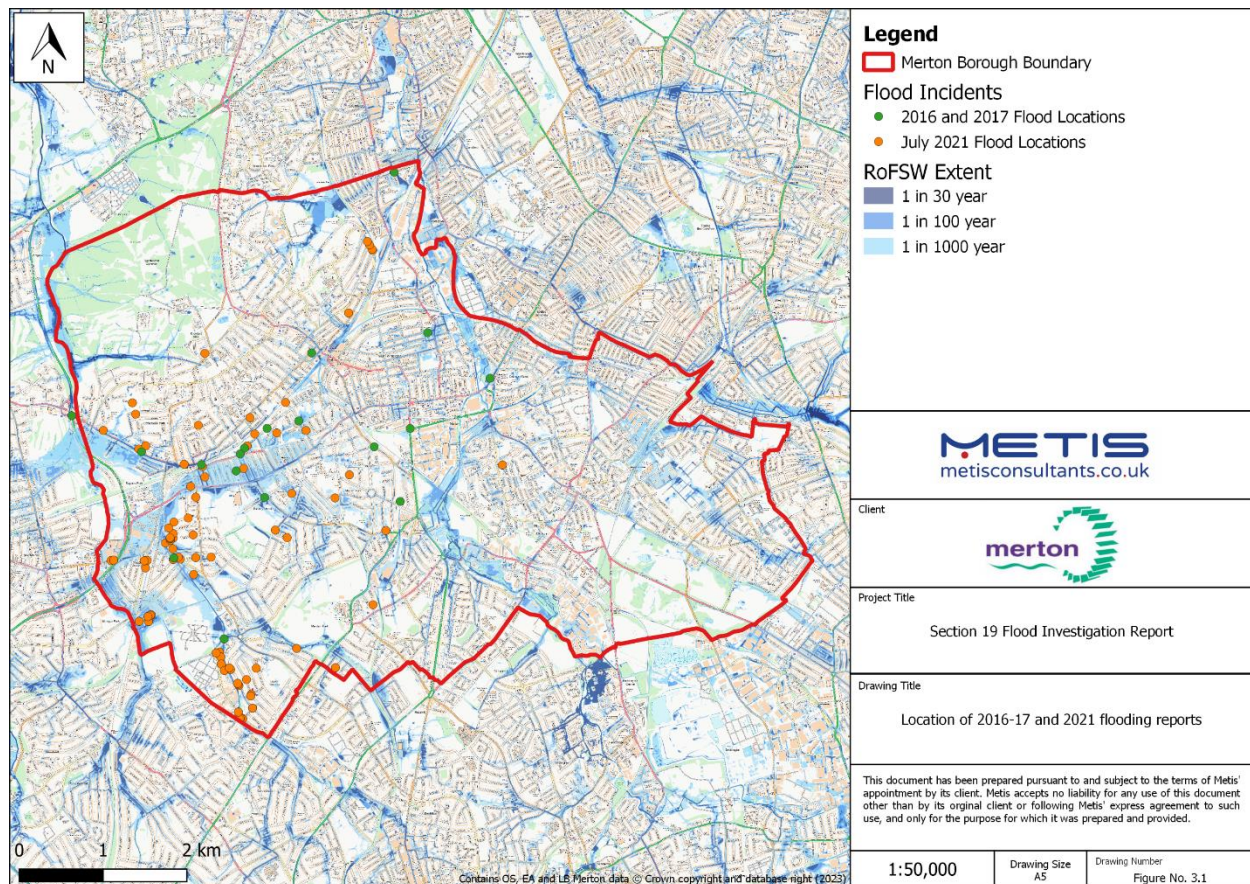 N
0 1 2 km
Contains OS, EA and LB Merton data © Crown copyright and database right (2023)
Legend
Merton Borough Boundary
Flood Incidents
2016 and 2017 Flood Locations
July 2021 Flood Locations
RoFSW Extent
1 in 30 year
1 in 100 year
1 in 1000 year
METIS
metisconsultants.co.uk
Client
merton
Project Title
Section 19 Flood Investigation Report
Drawing Title
Location of 2016-17 and 2021 flooding reports
This document has been prepared pursuant to and subject to the terms of Metis'
appointment by its client. Metis accepts no liability for any use of this document
other than by its orginal client or following Metis' express agreement to such
use, and only for the purpose for which it was prepared and provided.
1:50,000
Drawing Size
A5
Drawing Number
Figure No. 3.1